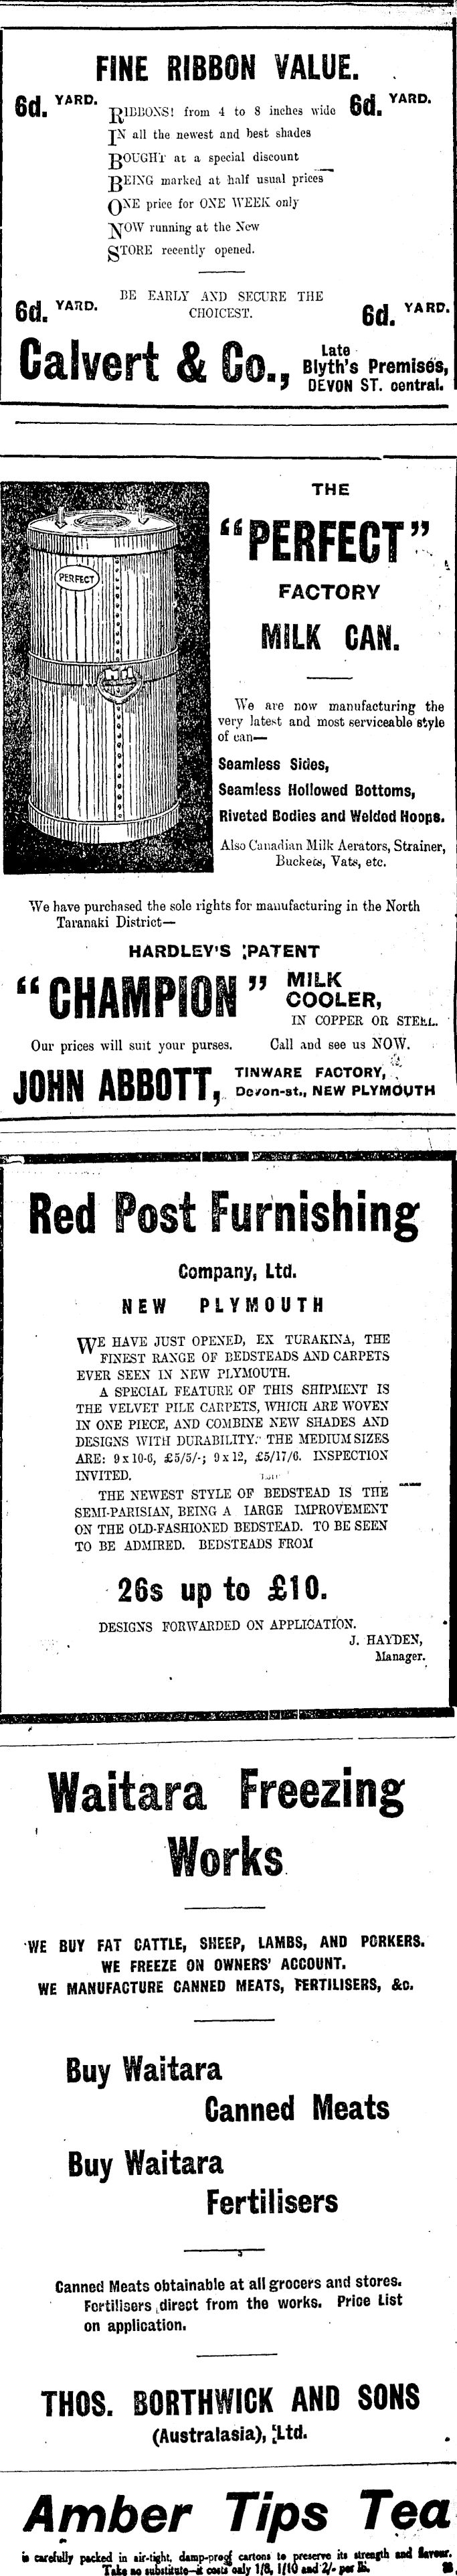 FINE RIBBON VALUE.
6d. YARD. 6d. YARD.
RIBBONS! from 4 to 8 inches wide
IN all the newest and best shades
BOUGHT at a special discount
BEING marked at half usual prices
ONE price for ONE WEEK only
NOW running at the New
STORE recently opened.
BE EARLY AND SECURE THE
CHOICEST.
6d. YARD. 6d. YARD.
Calvert & Co., Late
Blyth's Premises,
DEVON ST. central.
PERFECT
THE
"PERFECT"
FACTORY
MILK CAN.
We are now manufacturing the
very latest and most serviceable style
of can—
Seamless Sides,
Seamless Hollowed Bottoms,
Riveted Bodies and Welded Hoops.
Also Canadian Milk Aerators, Strainer,
Buckets, Vats, etc.
We have purchased the sole rights for manufacturing in the North
Taranaki District—
HARDLEY'S PATENT
"CHAMPION" MILK
COOLER,
IN COPPER OR STEEL.
Our prices will suit your purses. Call and see us NOW.
JOHN ABBOTT, TINWARE FACTORY,
Devon-st., NEW PLYMOUTH
Red Post Furnishing
Company, Ltd.
NEW PLYMOUTH
WE HAVE JUST OPENED, EX TURAKINA, THE
FINEST RANGE OF BEDSTEADS AND CARPETS
EVER SEEN IN NEW PLYMOUTH.
A SPECIAL FEATURE OF THIS SHIPMENT IS
THE VELVET PILE CARPETS, WHICH ARE WOVEN
IN ONE PIECE, AND COMBINE NEW SHADES AND
DESIGNS WITH DURABILITY. THE MEDIUM SIZES
ARE: 9 x 10-6, £5/5/-; 9 x 12, £5/17/6. INSPECTION
INVITED.
THE NEWEST STYLE OF BEDSTEAD IS THE
SEMI-PARISIAN, BEING A LARGE IMPROVEMENT
ON THE OLD-FASHIONED BEDSTEAD. TO BE SEEN
TO BE ADMIRED. BEDSTEADS FROM
26s up to £10.
DESIGNS FORWARDED ON APPLICATION.
J. HAYDEN,
Manager.
Waitara Freezing
Works
WE BUY FAT CATTLE, SHEEP, LAMBS, AND PORKERS.
WE FREEZE ON OWNERS' ACCOUNT.
WE MANUFACTURE CANNED MEATS, FERTILISERS, &c.
Buy Waitara
Canned Meats
Buy Waitara
Fertilisers
Canned Meats obtainable at all grocers and stores.
Fertilisers direct from the works. Price List
on application.
THOS. BORTHWICK AND SONS
(Australasia), Ltd.
Amber Tips Tea
is carefully packed in air-tight, damp-proof cartons to preserve its strength and flavour.
Take no substitute—it costs only 1/8, 1/10 and 2/- per lb.